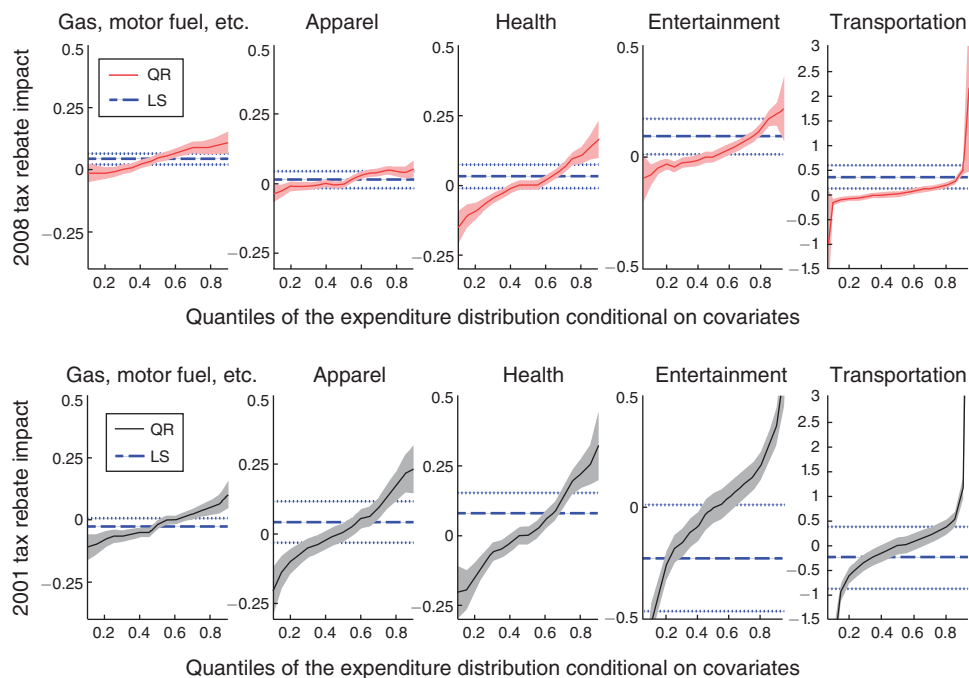 Gas, motor fuel, etc. Apparel Health Entertainment Transportation
2008 tax rebate impact
0.5 0.25 0 −0.25
QR
LS
0.2 0.4 0.6 0.8
0.5 0.25 0 −0.25
0.2 0.4 0.6 0.8
0.5 0.25 0 −0.25
0.2 0.4 0.6 0.8
0.5 0 −0.5
0.2 0.4 0.6 0.8
3 2.5 2 1.5 1 0.5 0 −0.5 −1 −1.5
0.2 0.4 0.6 0.8
Quantiles of the expenditure distribution conditional on covariates
Gas, motor fuel, etc. Apparel Health Entertainment Transportation
2001 tax rebate impact
0.5 0.25 0 −0.25
QR
LS
0.2 0.4 0.6 0.8
0.5 0.25 0 −0.25
0.2 0.4 0.6 0.8
0.5 0.25 0 −0.25
0.2 0.4 0.6 0.8
0.5 0 −0.5
0.2 0.4 0.6 0.8
3 2.5 2 1.5 1 0.5 0 −0.5 −1 −1.5
0.2 0.4 0.6 0.8
Quantiles of the expenditure distribution conditional on covariates